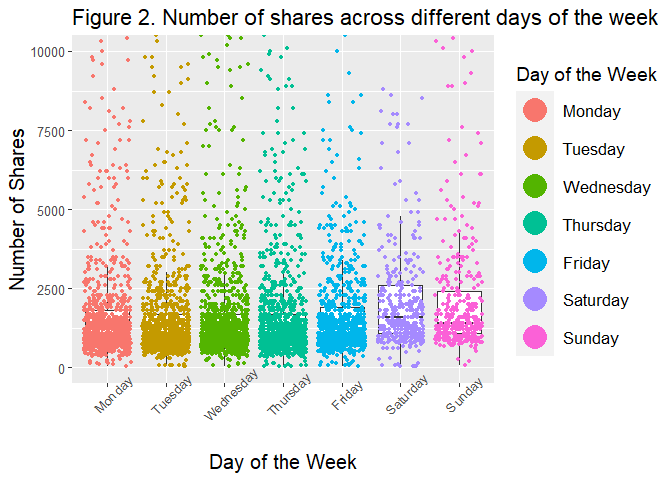 Figure 2. Number of shares across different days of the week
10000
7500
5000
2500
0
Number of Shares
Monday
Tuesday
Wednesday
Thursday
Friday
Saturday
Sunday
Day of the Week
Day of the Week
Monday
Tuesday
Wednesday
Thursday
Friday
Saturday
Sunday